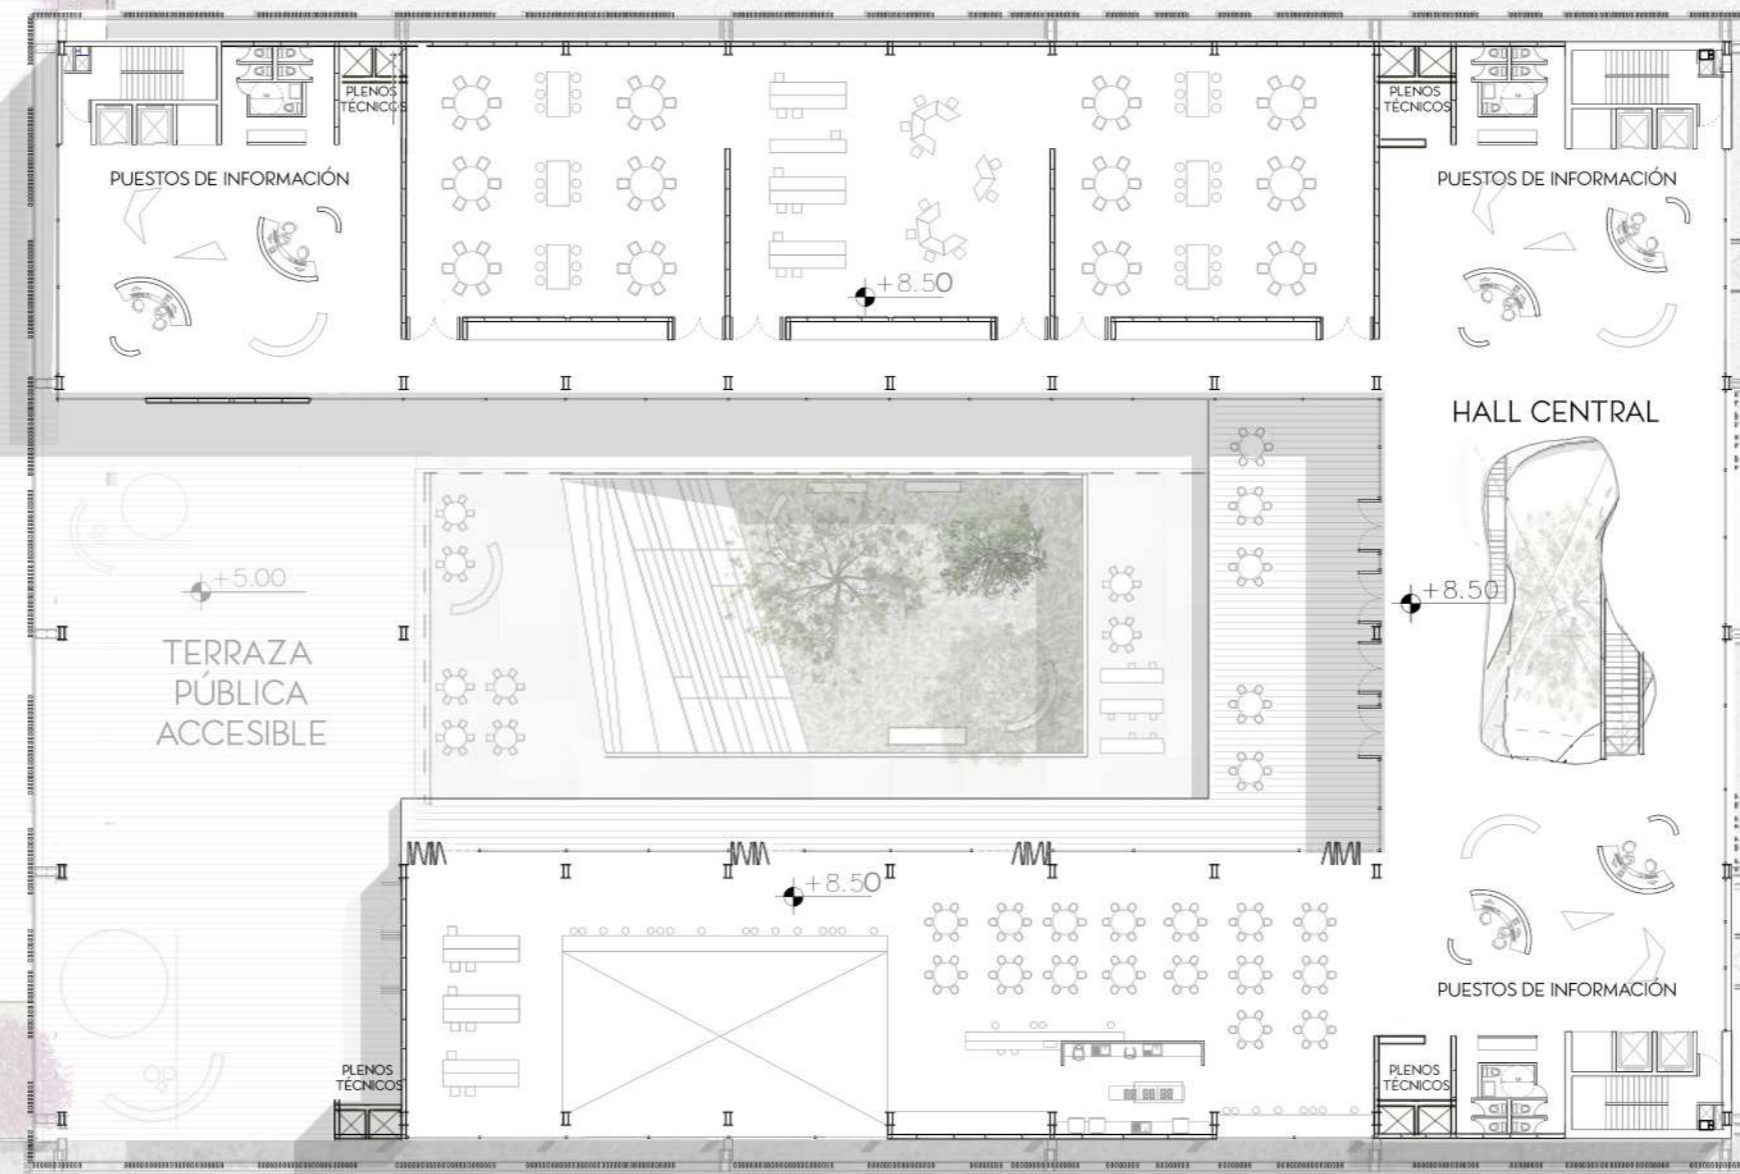 PLENOS
TÉCNICOS
PLENOS
TÉCNICOS
PUESTOS DE INFORMACIÓN
PUESTOS DE INFORMACIÓN
+8.50
HALL CENTRAL
+5.00
+8.50
TERRAZA
PÚBLICA
ACCESIBLE
+8.50
PUESTOS DE INFORMACIÓN
PLENOS
TÉCNICOS
PLENOS
TÉCNICOS